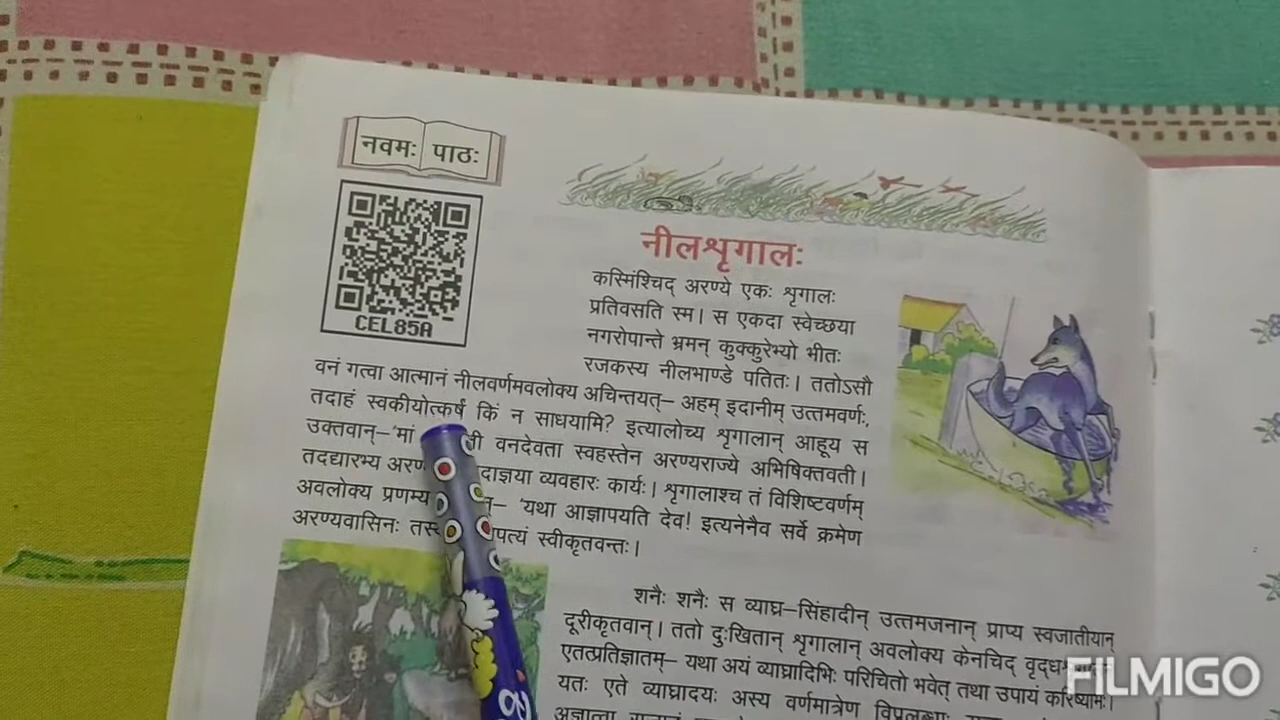 नवमः पाठः
CEL85A
नीलशृगालः
कस्मिंश्चिद् अरण्ये एकः शृगालः
प्रतिवसति स्म। स एकदा स्वेच्छया
नगरोपान्ते भ्रमन् कुक्कुरेभ्यो भीतः
रजकस्य नीलभाण्डे पतितः। ततोऽसौ
वनं गत्वा आत्मानं नीलवर्णमवलोक्य अचिन्तयत्– अहम् इदानीम् उत्तमवर्णः,
तदाहं स्वकीयोत्कर्षं किं न साधयामि? इत्यालोच्य शृगालान् आहूय स
उक्तवान्–'मां वनदेवता स्वहस्तेन अरण्यराज्ये अभिषिक्तवती।
तदद्यारभ्य व्यवहारः कार्यः। शृगालाश्च तं विशिष्टवर्णम्
अवलोक्य प्रणम्य 'यथा आज्ञापयति देव! इत्यनेनैव सर्वे क्रमेण
अरण्यवासिनः स्वीकृतवन्तः।
शनैः शनैः स व्याघ्र–सिंहादीन् उत्तमजनान् प्राप्य स्वजातीयान्
दूरीकृतवान्। ततो दुःखितान् शृगालान् अवलोक्य केनचिद्
एतत्प्रतिज्ञातम्– यथा अयं व्याघ्रादिभिः परिचितो भवेत् तथा उपायं करिष्यामि।
यतः एते व्याघ्रादयः अस्य वर्णमात्रेण
FILMIGO